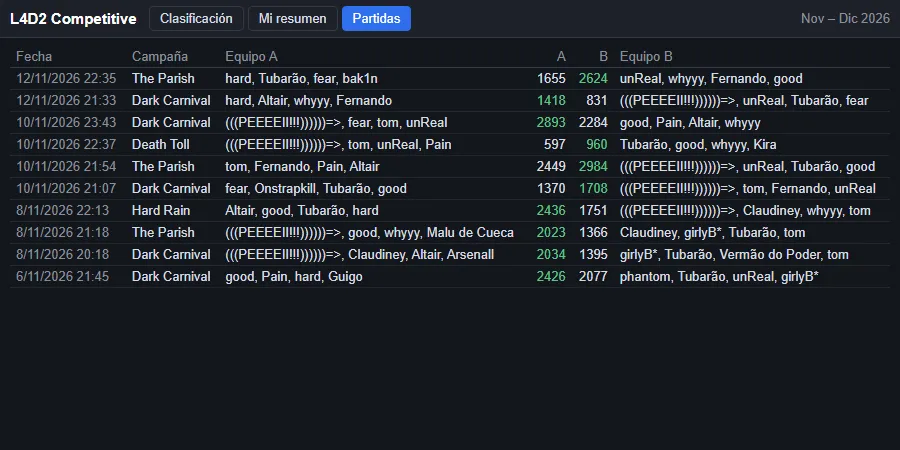 L4D2 Competitive Clasificación Mi resumen Partidas Nov – Dic 2026
Fecha Campaña Equipo A A B Equipo B
12/11/2026 22:35 The Parish hard, Tubarão, fear, bak1n 1655 2624 unReal, whyyy, Fernando, good
12/11/2026 21:33 Dark Carnival hard, Altair, whyyy, Fernando 1418 831 (((PEEEEII!!!))))))=>, unReal, Tubarão, fear
10/11/2026 23:43 Dark Carnival (((PEEEEII!!!))))))=>, fear, tom, unReal 2893 2284 good, Pain, Altair, whyyy
10/11/2026 22:37 Death Toll (((PEEEEII!!!))))))=>, tom, unReal, Pain 597 960 Tubarão, good, whyyy, Kira
10/11/2026 21:54 The Parish tom, Fernando, Pain, Altair 2449 2984 (((PEEEEII!!!))))))=>, unReal, Tubarão, good
10/11/2026 21:07 Dark Carnival fear, Onstrapkill, Tubarão, good 1370 1708 (((PEEEEII!!!))))))=>, tom, Fernando, unReal
8/11/2026 22:13 Hard Rain Altair, good, Tubarão, hard 2436 1751 (((PEEEEII!!!))))))=>, Claudiney, whyyy, tom
8/11/2026 21:18 The Parish (((PEEEEII!!!))))))=>, good, whyyy, Malu de Cueca 2023 1366 Claudiney, girlyB*, Tubarão, tom
8/11/2026 20:18 Dark Carnival (((PEEEEII!!!))))))=>, Claudiney, Altair, Arsenall 2034 1395 girlyB*, Tubarão, Vermão do Poder, tom
6/11/2026 21:45 Dark Carnival good, Pain, hard, Guigo 2426 2077 phantom, Tubarão, unReal, girlyB*